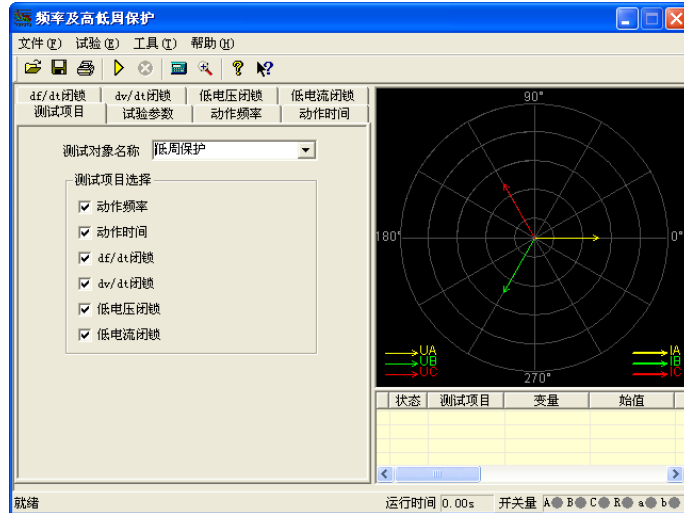 频率及高低周保护
文件(F) 试验(E) 工具(T) 帮助(H)
df/dt闭锁 dv/dt闭锁 低电压闭锁 低电流闭锁
测试项目 试验参数 动作频率 动作时间
测试对象名称 低周保护
测试项目选择
动作频率
动作时间
df/dt闭锁
dv/dt闭锁
低电压闭锁
低电流闭锁
90°
180° 0°
270°
UA IA
UB IB
UC IC
状态 测试项目 变量 始值
就绪 运行时间 0.00s 开关量 A B C R a b